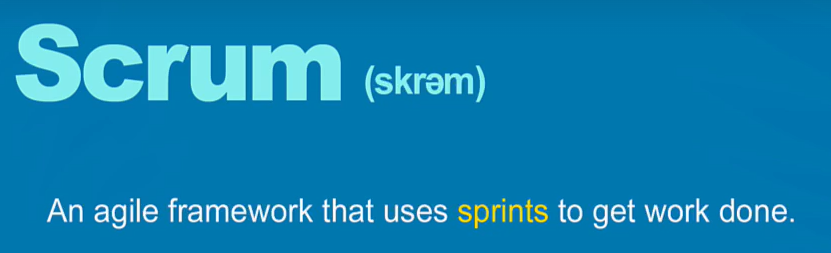 Scrum (skrəm)
An agile framework that uses sprints to get work done.